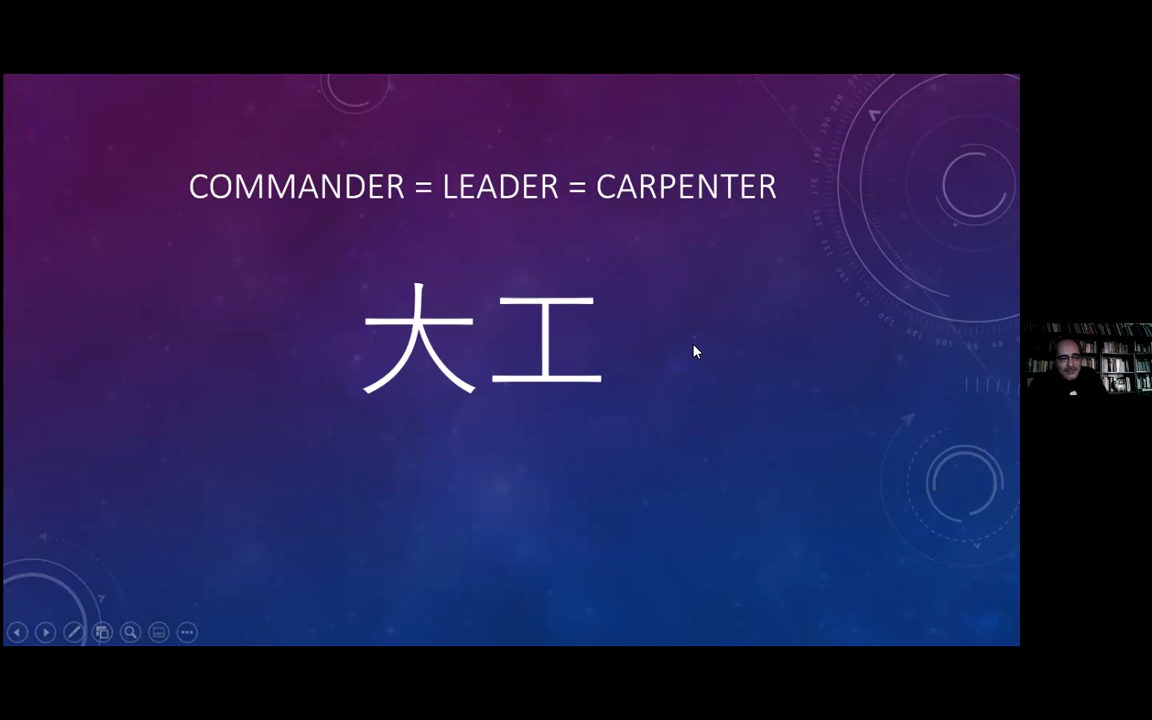 COMMANDER = LEADER = CARPENTER
大工